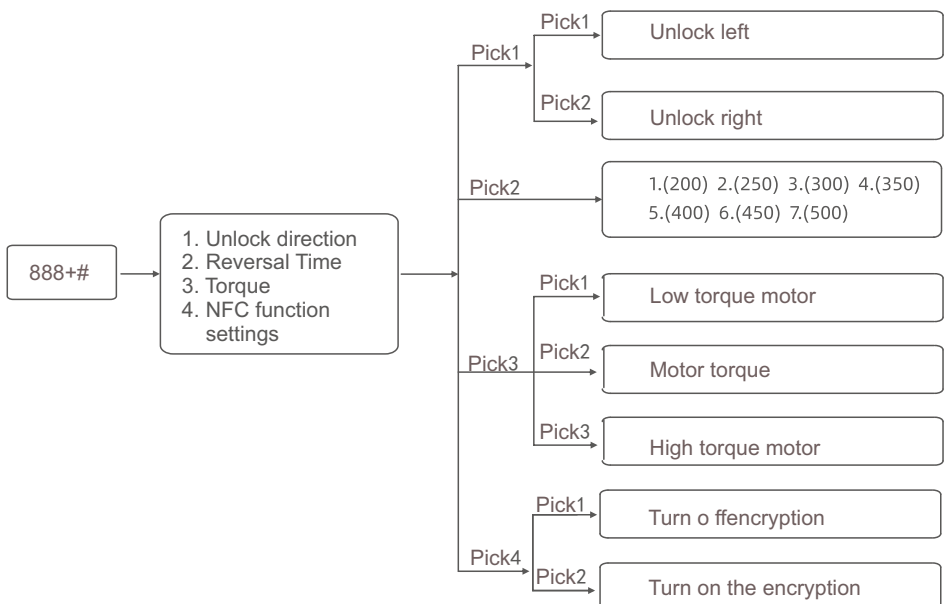 888+#
1. Unlock direction
2. Reversal Time
3. Torque
4. NFC function
settings
Pick1
Pick1
Unlock left
Pick2
Unlock right
Pick2
1.(200) 2.(250) 3.(300) 4.(350)
5.(400) 6.(450) 7.(500)
Pick3
Pick1
Low torque motor
Pick2
Motor torque
Pick3
High torque motor
Pick4
Pick1
Turn o ffencryption
Pick2
Turn on the encryption